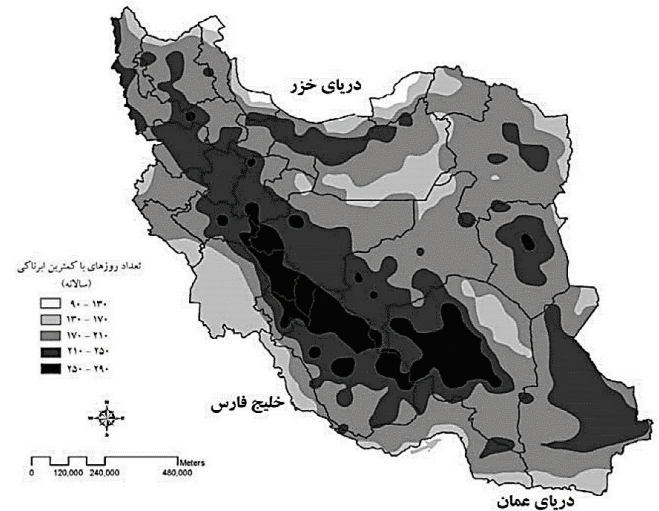 دریای خزر
تعداد روزهای با کمترین ابرناکی
(سالانه)
۹۰ - ۱۳۰
۱۳۰ - ۱۷۰
۱۷۰ - ۲۱۰
۲۱۰ - ۲۵۰
۲۵۰ - ۲۹۰
خلیج فارس
N
W E
S
Meters
0 120,000 240,000 480,000
دریای عمان